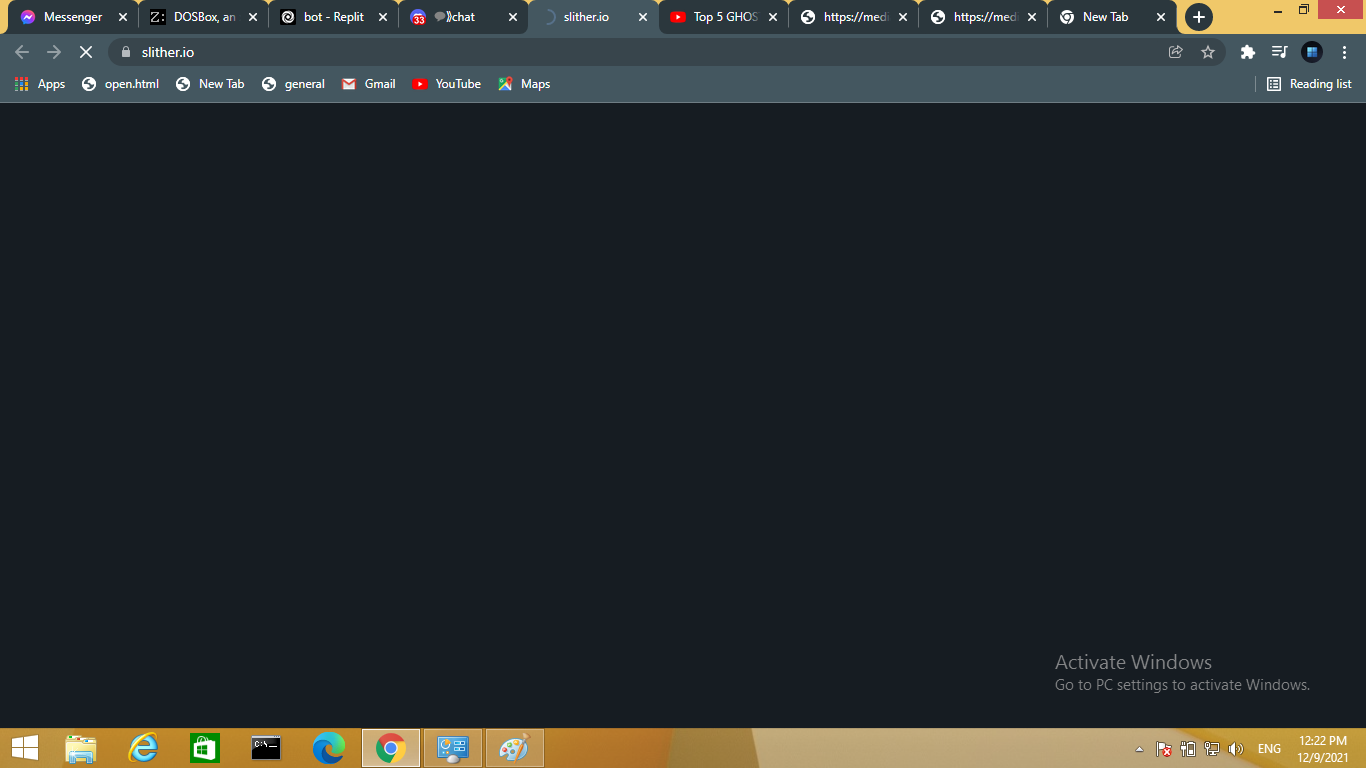 Messenger
DOSBox, an
bot - Replit
33
chat
slither.io
Top 5 GHOS
https://medi
https://medi
New Tab
slither.io
Apps
open.html
New Tab
general
Gmail
YouTube
Maps
Reading list
Activate Windows
Go to PC settings to activate Windows.
ENG
12:22 PM
12/9/2021